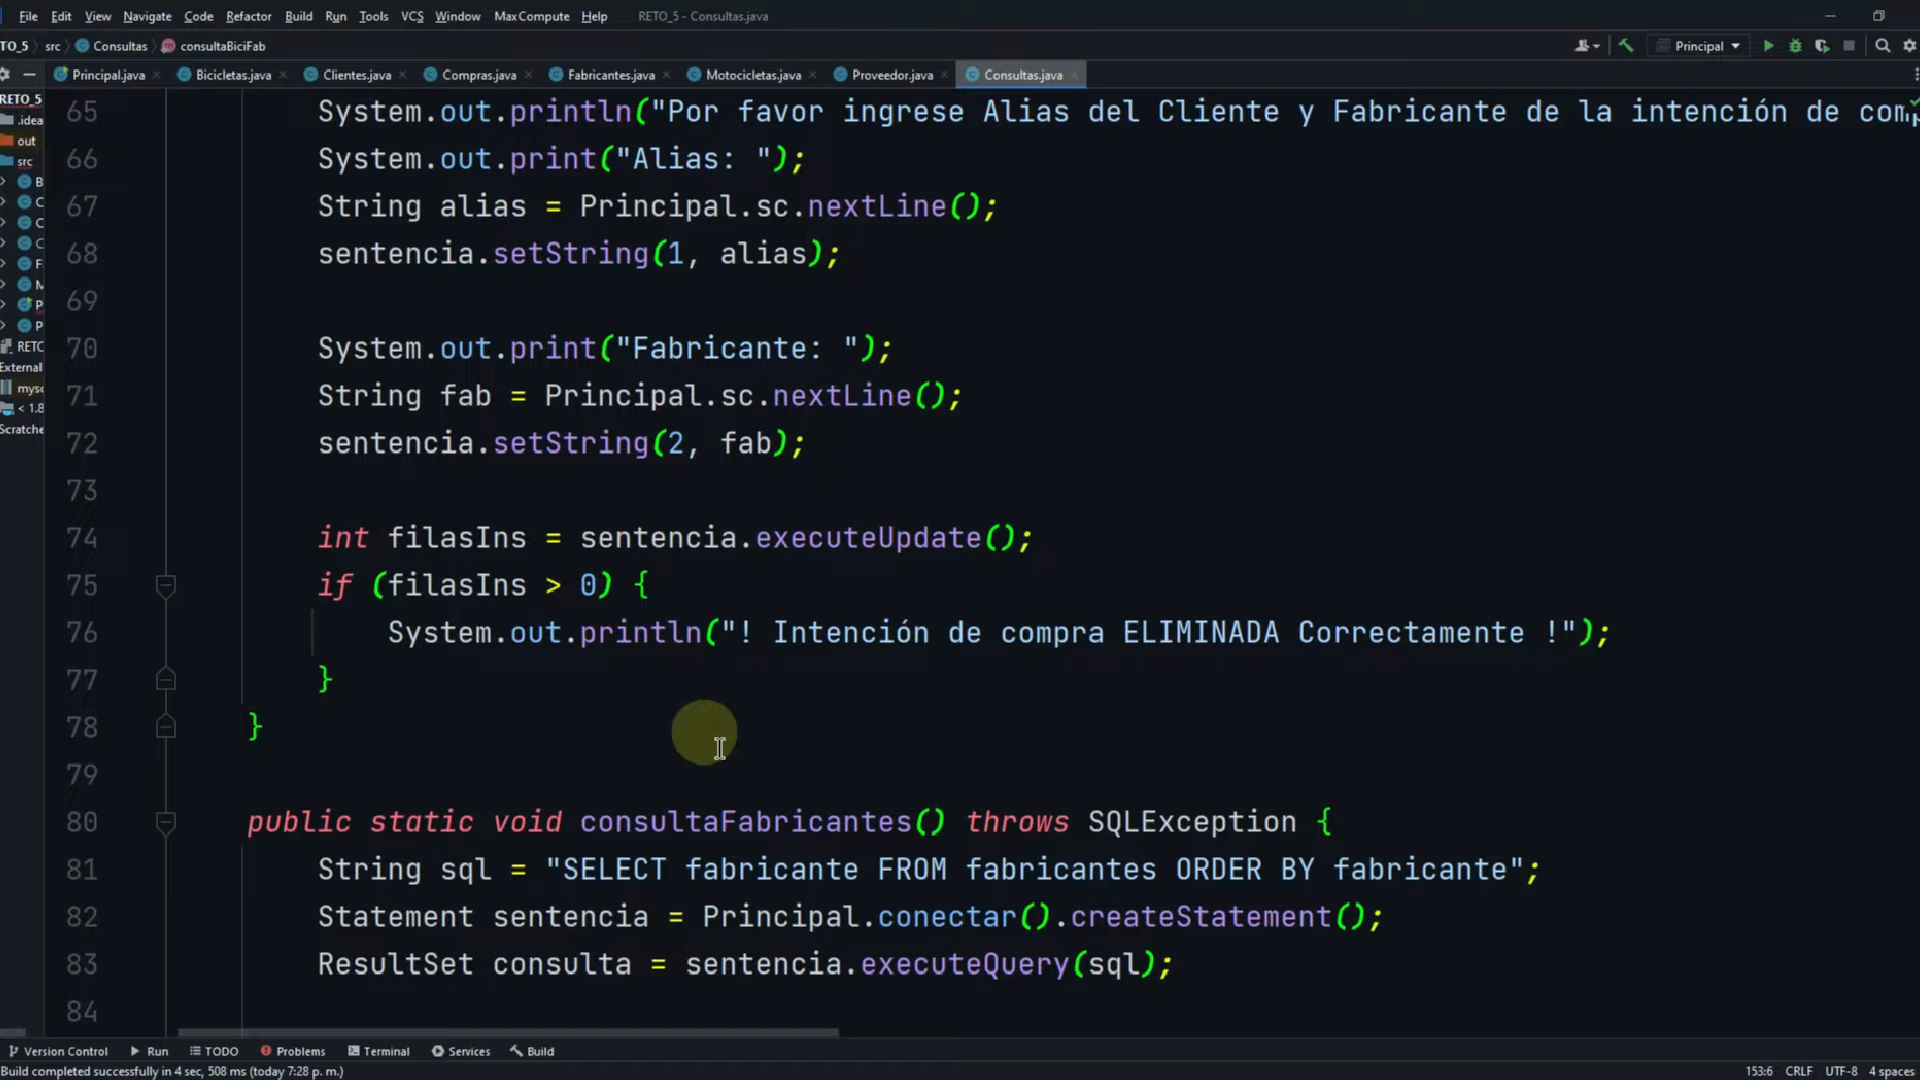 File Edit View Navigate Code Refactor Build Run Tools VCS Window MaxCompute Help RETO_5 - Consultas.java
TO_5 src Consultas consultaBiciFab Principal
Principal.java Bicicletas.java Clientes.java Compras.java Fabricantes.java Motocicletas.java Proveedor.java Consultas.java
RETO_5
.idea
out
src
B
C
C
C
F
M
P
P
RETO
External
mysq
< 1.8
Scratche
65 System.out.println("Por favor ingrese Alias del Cliente y Fabricante de la intención de com
66 System.out.print("Alias: ");
67 String alias = Principal.sc.nextLine();
68 sentencia.setString(1, alias);
69
70 System.out.print("Fabricante: ");
71 String fab = Principal.sc.nextLine();
72 sentencia.setString(2, fab);
73
74 int filasIns = sentencia.executeUpdate();
75 if (filasIns > 0) {
76 System.out.println("! Intención de compra ELIMINADA Correctamente !");
77 }
78 }
79
80 public static void consultaFabricantes() throws SQLException {
81 String sql = "SELECT fabricante FROM fabricantes ORDER BY fabricante";
82 Statement sentencia = Principal.conectar().createStatement();
83 ResultSet consulta = sentencia.executeQuery(sql);
84
Version Control Run TODO Problems Terminal Services Build
Build completed successfully in 4 sec, 508 ms (today 7:28 p. m.) 153:6 CRLF UTF-8 4 spaces